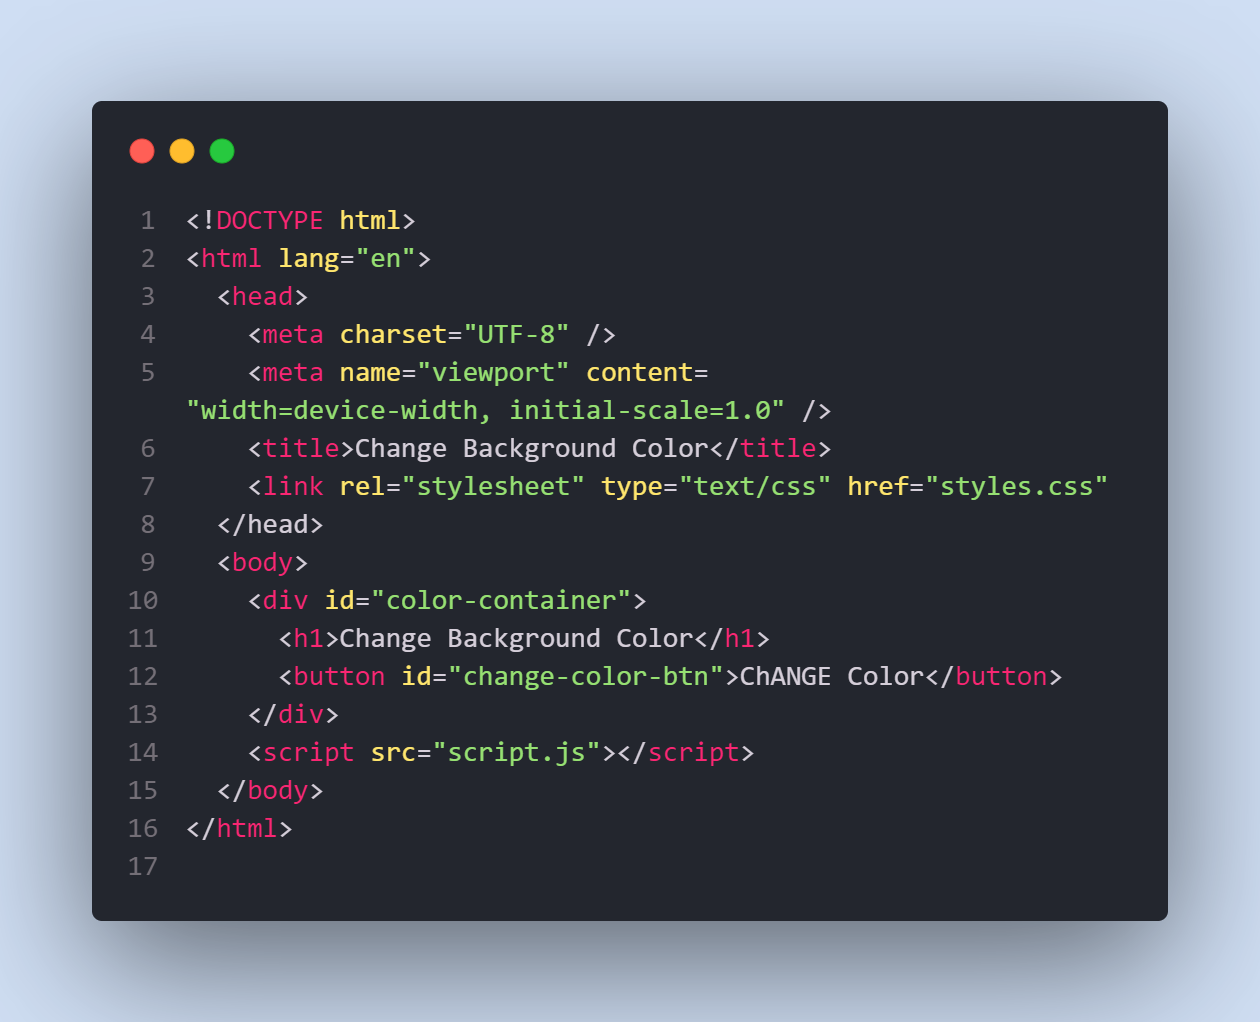 1 <!DOCTYPE html>
2 <html lang="en">
3   <head>
4     <meta charset="UTF-8" />
5     <meta name="viewport" content=
"width=device-width, initial-scale=1.0" />
6     <title>Change Background Color</title>
7     <link rel="stylesheet" type="text/css" href="styles.css"
8   </head>
9   <body>
10     <div id="color-container">
11       <h1>Change Background Color</h1>
12       <button id="change-color-btn">ChANGE Color</button>
13     </div>
14     <script src="script.js"></script>
15   </body>
16 </html>
17